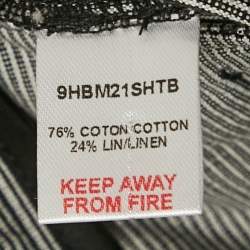 9HBM21SHTB
76% COTON COTTON
24% LIN/LINEN
KEEP AWAY
FROM FIRE